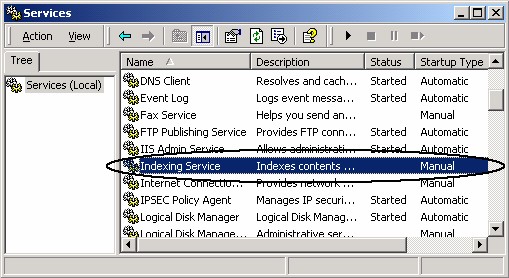 Services
Action View
Tree
Services (Local)
Name Description Status Startup Type
DNS Client Resolves and cach... Started Automatic
Event Log Logs event messa... Started Automatic
Fax Service Helps you send an... Manual
FTP Publishing Service Provides FTP conn... Started Automatic
IIS Admin Service Allows administrati... Started Automatic
Indexing Service Indexes contents ... Manual
Internet Connectio... Provides network ... Manual
IPSEC Policy Agent Manages IP securi... Started Automatic
Logical Disk Manager Logical Disk Manag... Started Automatic
Logical Disk Manag... Administrative ser... Manual